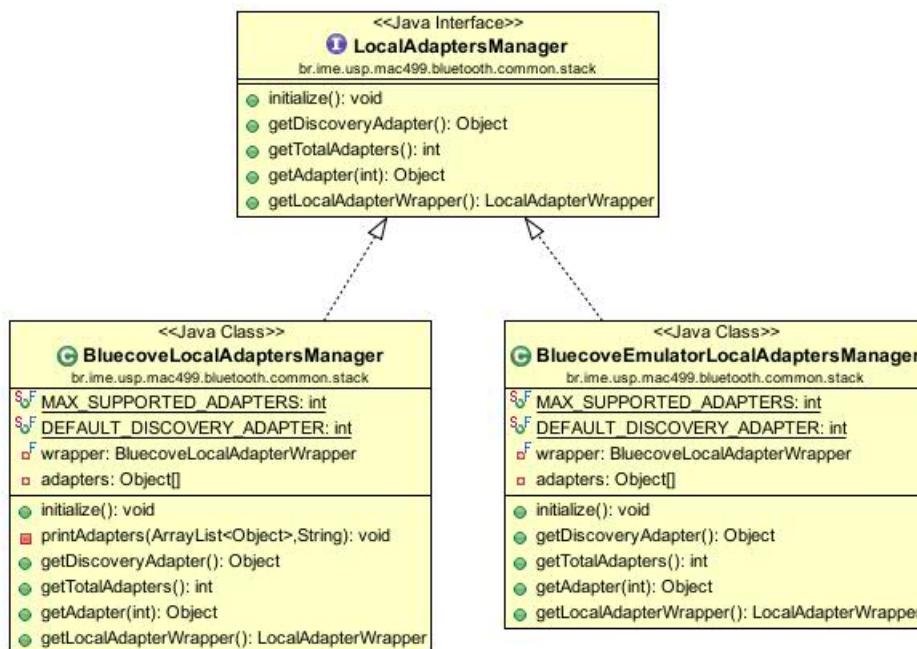 <<Java Interface>>
I LocalAdaptersManager
br.ime.usp.mac499.bluetooth.common.stack
initialize(): void
getDiscoveryAdapter(): Object
getTotalAdapters(): int
getAdapter(int): Object
getLocalAdapterWrapper(): LocalAdapterWrapper
<<Java Class>>
C BluecoveLocalAdaptersManager
br.ime.usp.mac499.bluetooth.common.stack
S F MAX_SUPPORTED_ADAPTERS: int
S F DEFAULT_DISCOVERY_ADAPTER: int
F wrapper: BluecoveLocalAdapterWrapper
adapters: Object[]
initialize(): void
printAdapters(ArrayList<Object>,String): void
getDiscoveryAdapter(): Object
getTotalAdapters(): int
getAdapter(int): Object
getLocalAdapterWrapper(): LocalAdapterWrapper
<<Java Class>>
C BluecoveEmulatorLocalAdaptersManager
br.ime.usp.mac499.bluetooth.common.stack
S F MAX_SUPPORTED_ADAPTERS: int
S F DEFAULT_DISCOVERY_ADAPTER: int
F wrapper: BluecoveLocalAdapterWrapper
adapters: Object[]
initialize(): void
getDiscoveryAdapter(): Object
getTotalAdapters(): int
getAdapter(int): Object
getLocalAdapterWrapper(): LocalAdapterWrapper